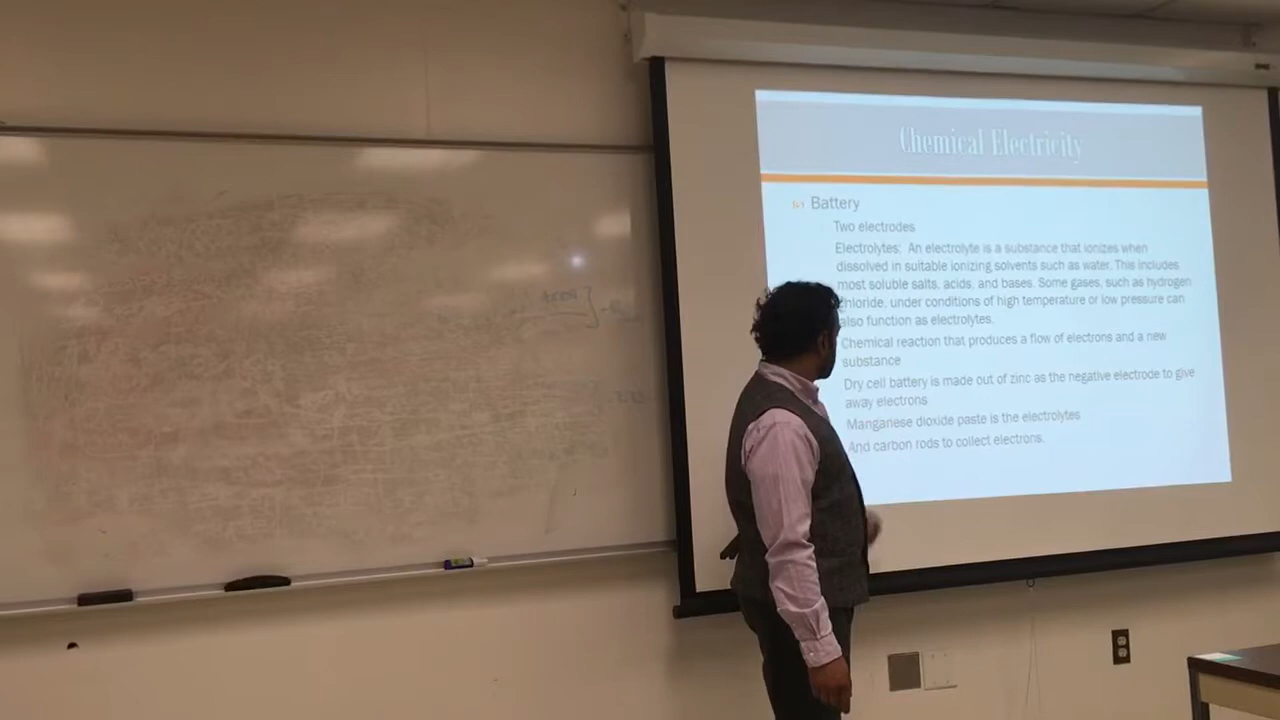 Chemical Electricity
Battery
Two electrodes
Electrolytes: An electrolyte is a substance that ionizes when
dissolved in suitable ionizing solvents such as water. This includes
most soluble salts, acids, and bases. Some gases, such as hydrogen
chloride, under conditions of high temperature or low pressure can
also function as electrolytes.
Chemical reaction that produces a flow of electrons and a new
substance
Dry cell battery is made out of zinc as the negative electrode to give
away electrons
Manganese dioxide paste is the electrolytes
And carbon rods to collect electrons.